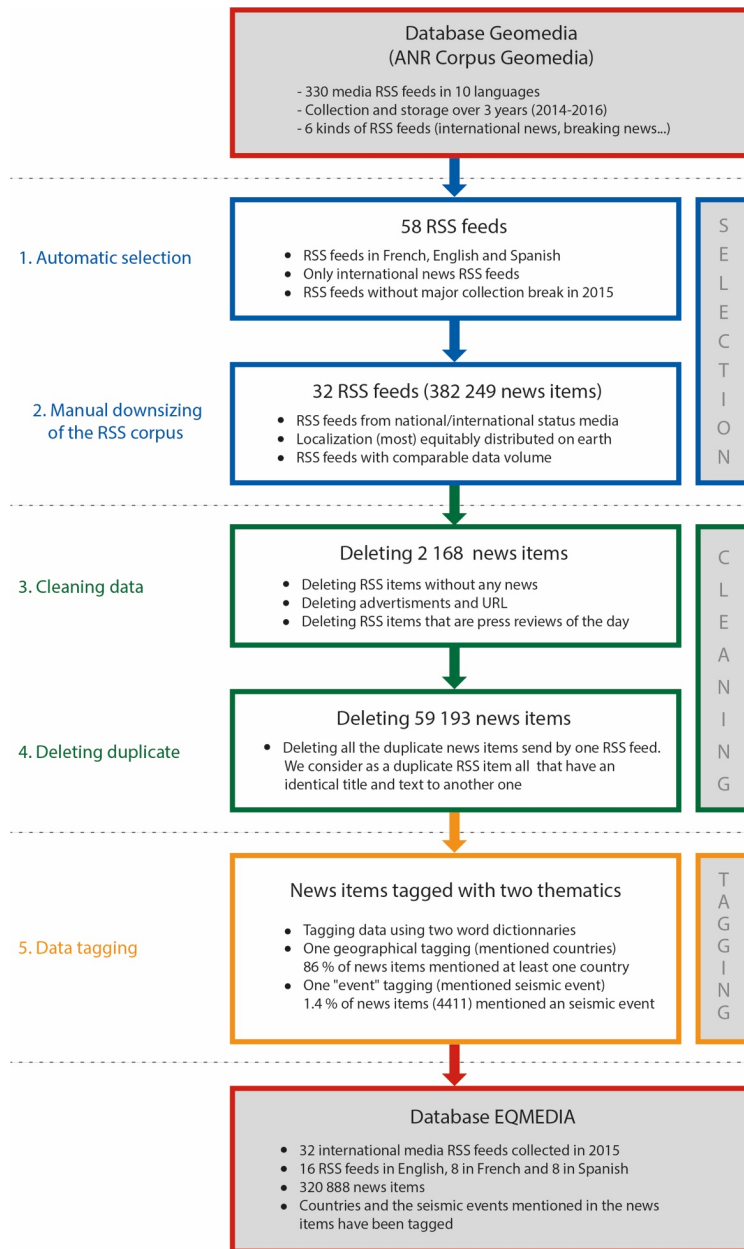 Database Geomedia
(ANR Corpus Geomedia)
- 330 media RSS feeds in 10 languages
- Collection and storage over 3 years (2014-2016)
- 6 kinds of RSS feeds (international news, breaking news...)
1. Automatic selection
58 RSS feeds
• RSS feeds in French, English and Spanish
• Only international news RSS feeds
• RSS feeds without major collection break in 2015
SELECTION
2. Manual downsizing
of the RSS corpus
32 RSS feeds (382 249 news items)
• RSS feeds from national/international status media
• Localization (most) equitably distributed on earth
• RSS feeds with comparable data volume
3. Cleaning data
Deleting 2 168 news items
• Deleting RSS items without any news
• Deleting advertisments and URL
• Deleting RSS items that are press reviews of the day
CLEANING
4. Deleting duplicate
Deleting 59 193 news items
• Deleting all the duplicate news items send by one RSS feed.
We consider as a duplicate RSS item all that have an
identical title and text to another one
5. Data tagging
News items tagged with two thematics
• Tagging data using two word dictionnaries
• One geographical tagging (mentioned countries)
86 % of news items mentioned at least one country
• One "event" tagging (mentioned seismic event)
1.4 % of news items (4411) mentioned an seismic event
TAGGING
Database EQMEDIA
• 32 international media RSS feeds collected in 2015
• 16 RSS feeds in English, 8 in French and 8 in Spanish
• 320 888 news items
• Countries and the seismic events mentioned in the news
items have been tagged